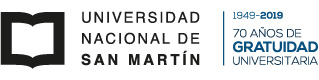 UNIVERSIDAD
NACIONAL DE
SAN MARTÍN
1949-2019
70 AÑOS DE
GRATUIDAD
UNIVERSITARIA